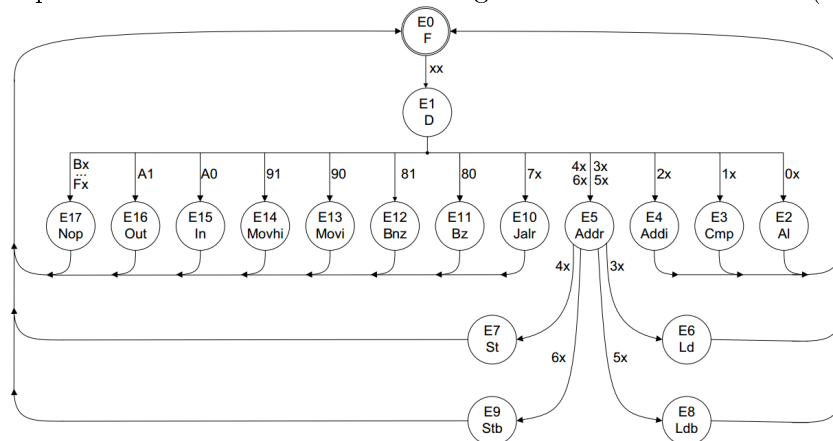 E0
F
xx
E1
D
Bx
...
Fx
A1
A0
91
90
81
80
7x
4x 3x
6x 5x
2x
1x
0x
E17
Nop
E16
Out
E15
In
E14
Movhi
E13
Movi
E12
Bnz
E11
Bz
E10
Jalr
E5
Addr
E4
Addi
E3
Cmp
E2
Al
4x
3x
E7
St
E6
Ld
6x
5x
E9
Stb
E8
Ldb